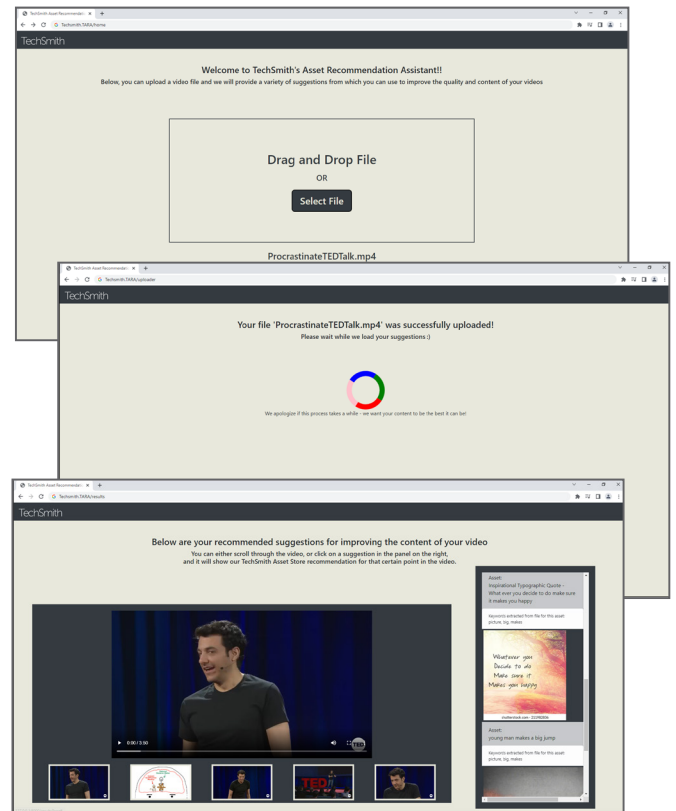 TechSmith Asset Recommendati
Techsmith.TARA/home
TechSmith
Welcome to TechSmith's Asset Recommendation Assistant!!
Below, you can upload a video file and we will provide a variety of suggestions from which you can use to improve the quality and content of your videos
Drag and Drop File
OR
Select File
ProcrastinateTEDTalk.mp4
TechSmith Asset Recommendati
Techsmith.TARA/uploader
TechSmith
Your file 'ProcrastinateTEDTalk.mp4' was successfully uploaded!
Please wait while we load your suggestions :)
We apologize if this process takes a while - we want your content to be the best it can be!
TechSmith Asset Recommendati
Techsmith.TARA/results
TechSmith
Below are your recommended suggestions for improving the content of your video
You can either scroll through the video, or click on a suggestion in the panel on the right,
and it will show our TechSmith Asset Store recommendation for that certain point in the video.
0:00 / 3:50
TED
TED
Asset:
Inspirational Typographic Quote -
What ever you decide to do make sure
it makes you happy
Keywords extracted from file for this asset:
picture, big, makes
Whatever you
Decide to do
Make sure it
Makes you happy
Asset:
young man makes a big jump
Keywords extracted from file for this asset:
picture, big, makes